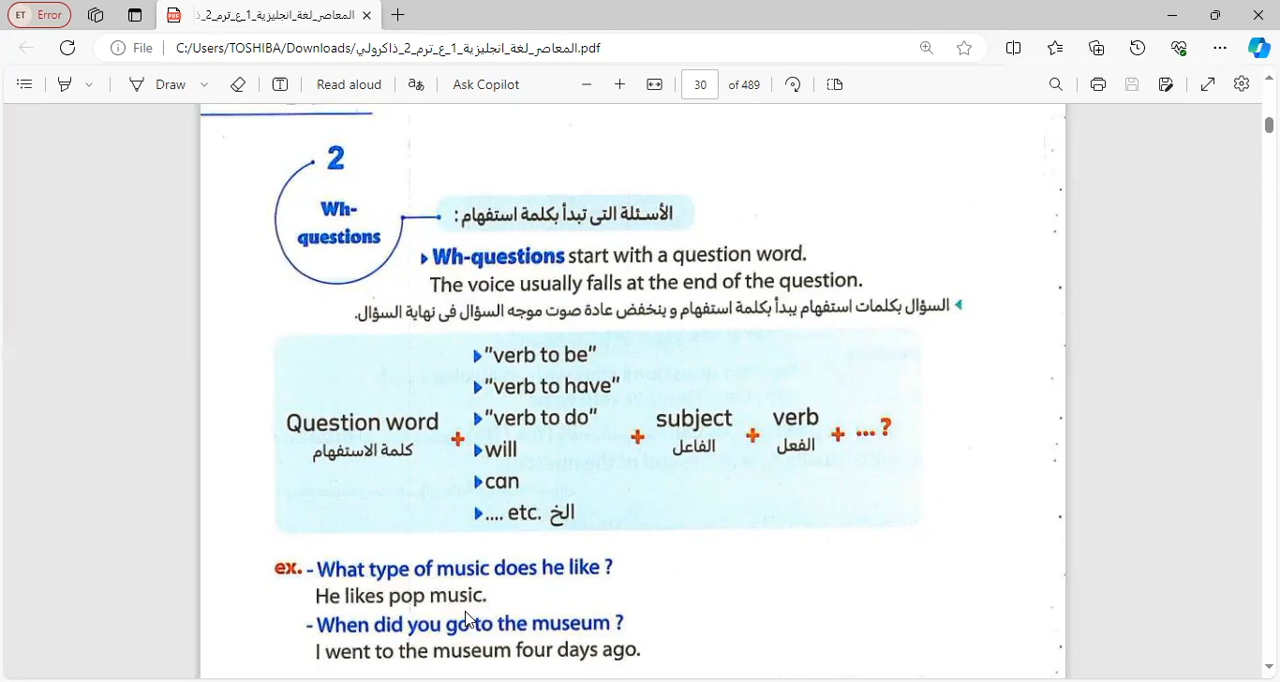 ET Error
المعاصر_لغة_انجليزية_1_ع_ترم_2_ذ
File C:/Users/TOSHIBA/Downloads/المعاصر_لغة_انجليزية_1_ع_ترم_2_ذاكرولي.pdf
Draw Read aloud aあ Ask Copilot 30 of 489
2
Wh-
questions
الأسئلة التى تبدأ بكلمة استفهام :
Wh-questions start with a question word.
The voice usually falls at the end of the question.
السؤال بكلمات استفهام يبدأ بكلمة استفهام و ينخفض عادة صوت موجه السؤال فى نهاية السؤال.
"verb to be"
"verb to have"
"verb to do"
will
can
.... etc. الخ
Question word + + subject + verb + ... ?
كلمة الاستفهام الفاعل الفعل
ex. - What type of music does he like ?
He likes pop music.
- When did you go to the museum ?
I went to the museum four days ago.